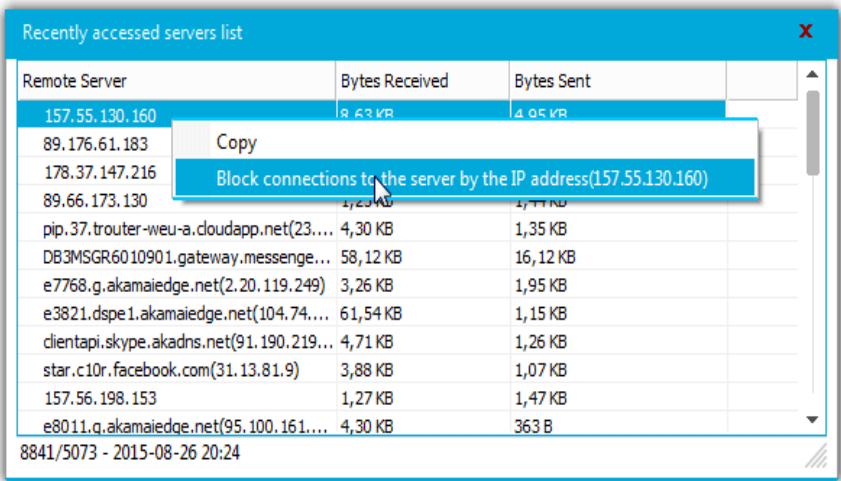 Recently accessed servers list x
Remote Server Bytes Received Bytes Sent
157.55.130.160 8,63 KB 4,95 KB
89.176.61.183
Copy
178.37.147.216
Block connections to the server by the IP address(157.55.130.160)
89.66.173.130 1,23 KB 1,44 KB
pip.37.trouter-weu-a.cloudapp.net(23.... 4,30 KB 1,35 KB
DB3MSGR6010901.gateway.messenge... 58,12 KB 16,12 KB
e7768.g.akamaiedge.net(2.20.119.249) 3,26 KB 1,95 KB
e3821.dspe1.akamaiedge.net(104.74.... 61,54 KB 1,15 KB
clientapi.skype.akadns.net(91.190.219... 4,71 KB 1,26 KB
star.c10r.facebook.com(31.13.81.9) 3,88 KB 1,07 KB
157.56.198.153 1,27 KB 1,47 KB
e8011.g.akamaiedge.net(95.100.161.... 4,30 KB 363 B
8841/5073 - 2015-08-26 20:24